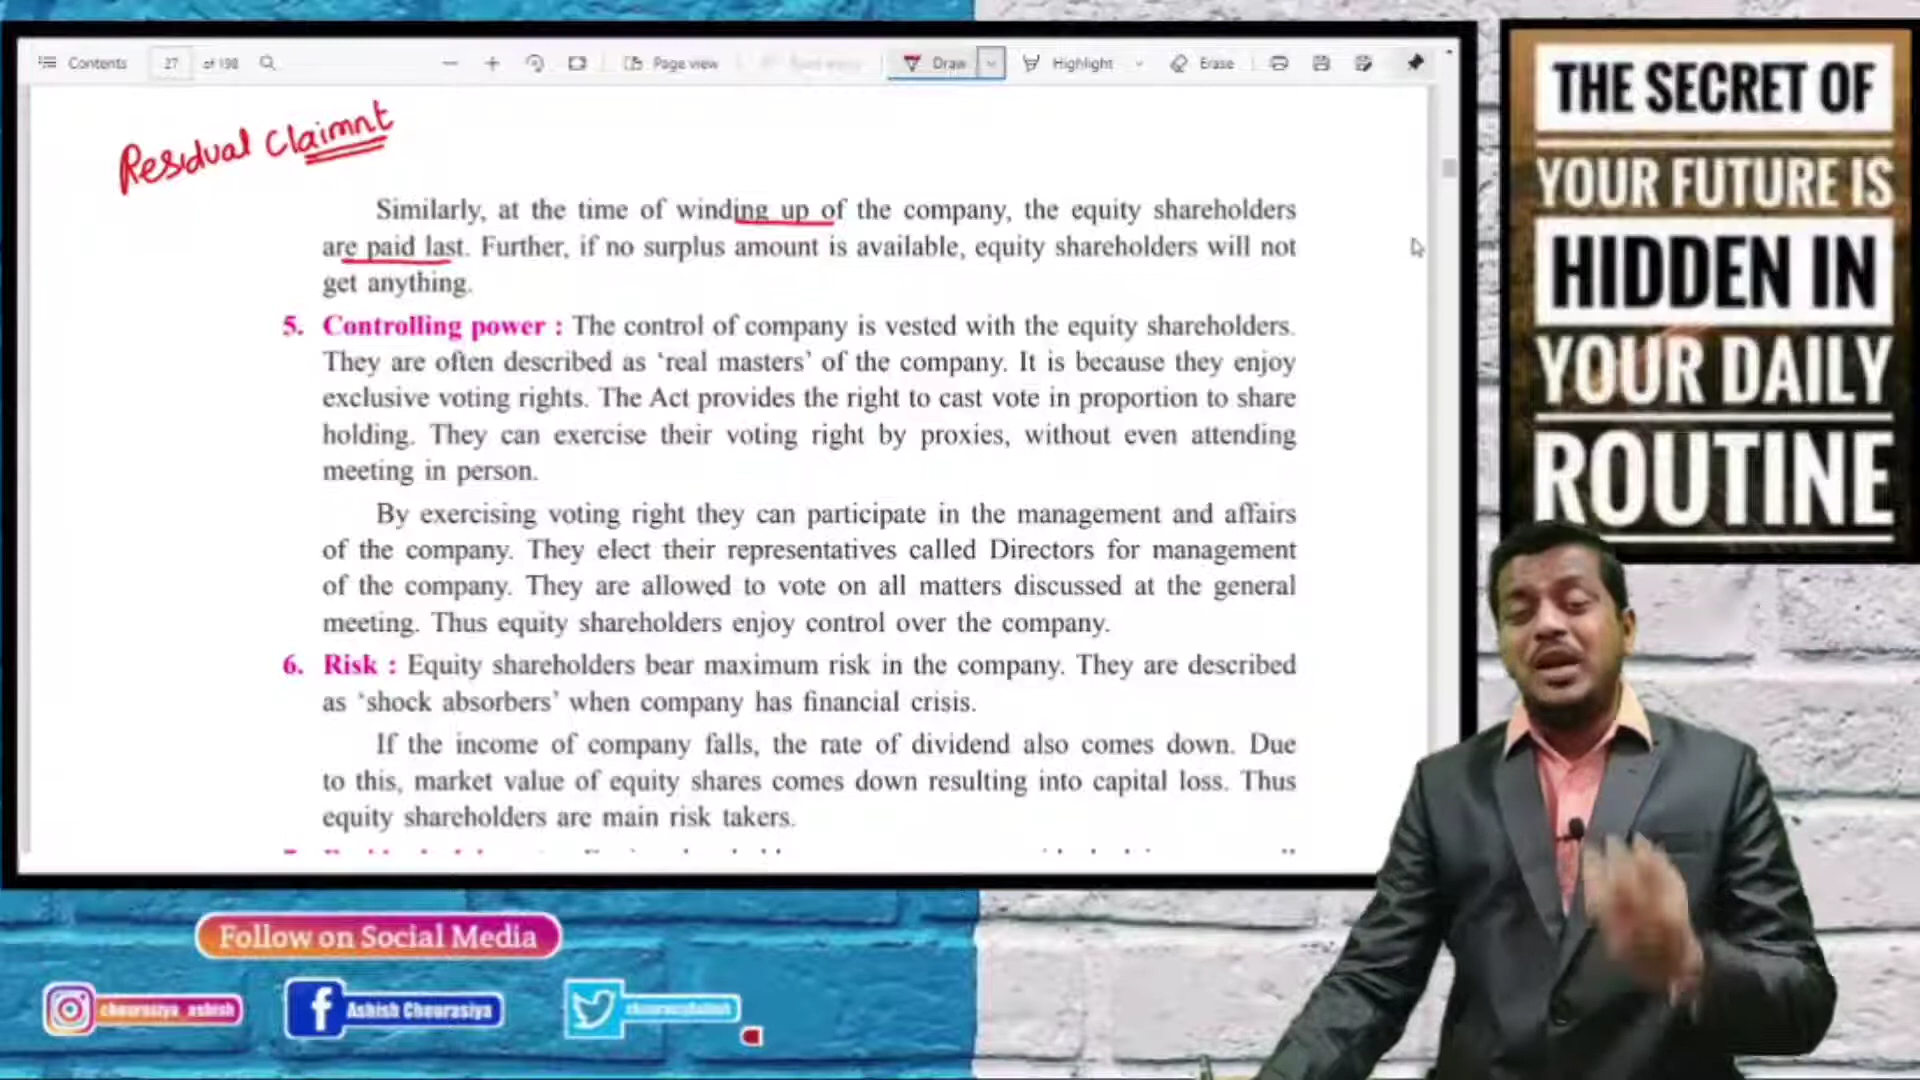 Contents 27 of 198 Page view Draw Highlight Erase
Residual Claimnt
Similarly, at the time of winding up of the company, the equity shareholders
are paid last. Further, if no surplus amount is available, equity shareholders will not
get anything.
5. Controlling power : The control of company is vested with the equity shareholders.
They are often described as ‘real masters’ of the company. It is because they enjoy
exclusive voting rights. The Act provides the right to cast vote in proportion to share
holding. They can exercise their voting right by proxies, without even attending
meeting in person.
By exercising voting right they can participate in the management and affairs
of the company. They elect their representatives called Directors for management
of the company. They are allowed to vote on all matters discussed at the general
meeting. Thus equity shareholders enjoy control over the company.
6. Risk : Equity shareholders bear maximum risk in the company. They are described
as ‘shock absorbers’ when company has financial crisis.
If the income of company falls, the rate of dividend also comes down. Due
to this, market value of equity shares comes down resulting into capital loss. Thus
equity shareholders are main risk takers.
THE SECRET OF
YOUR FUTURE IS
HIDDEN IN
YOUR DAILY
ROUTINE
Follow on Social Media
chourasiya_ashish
Ashish Chourasiya